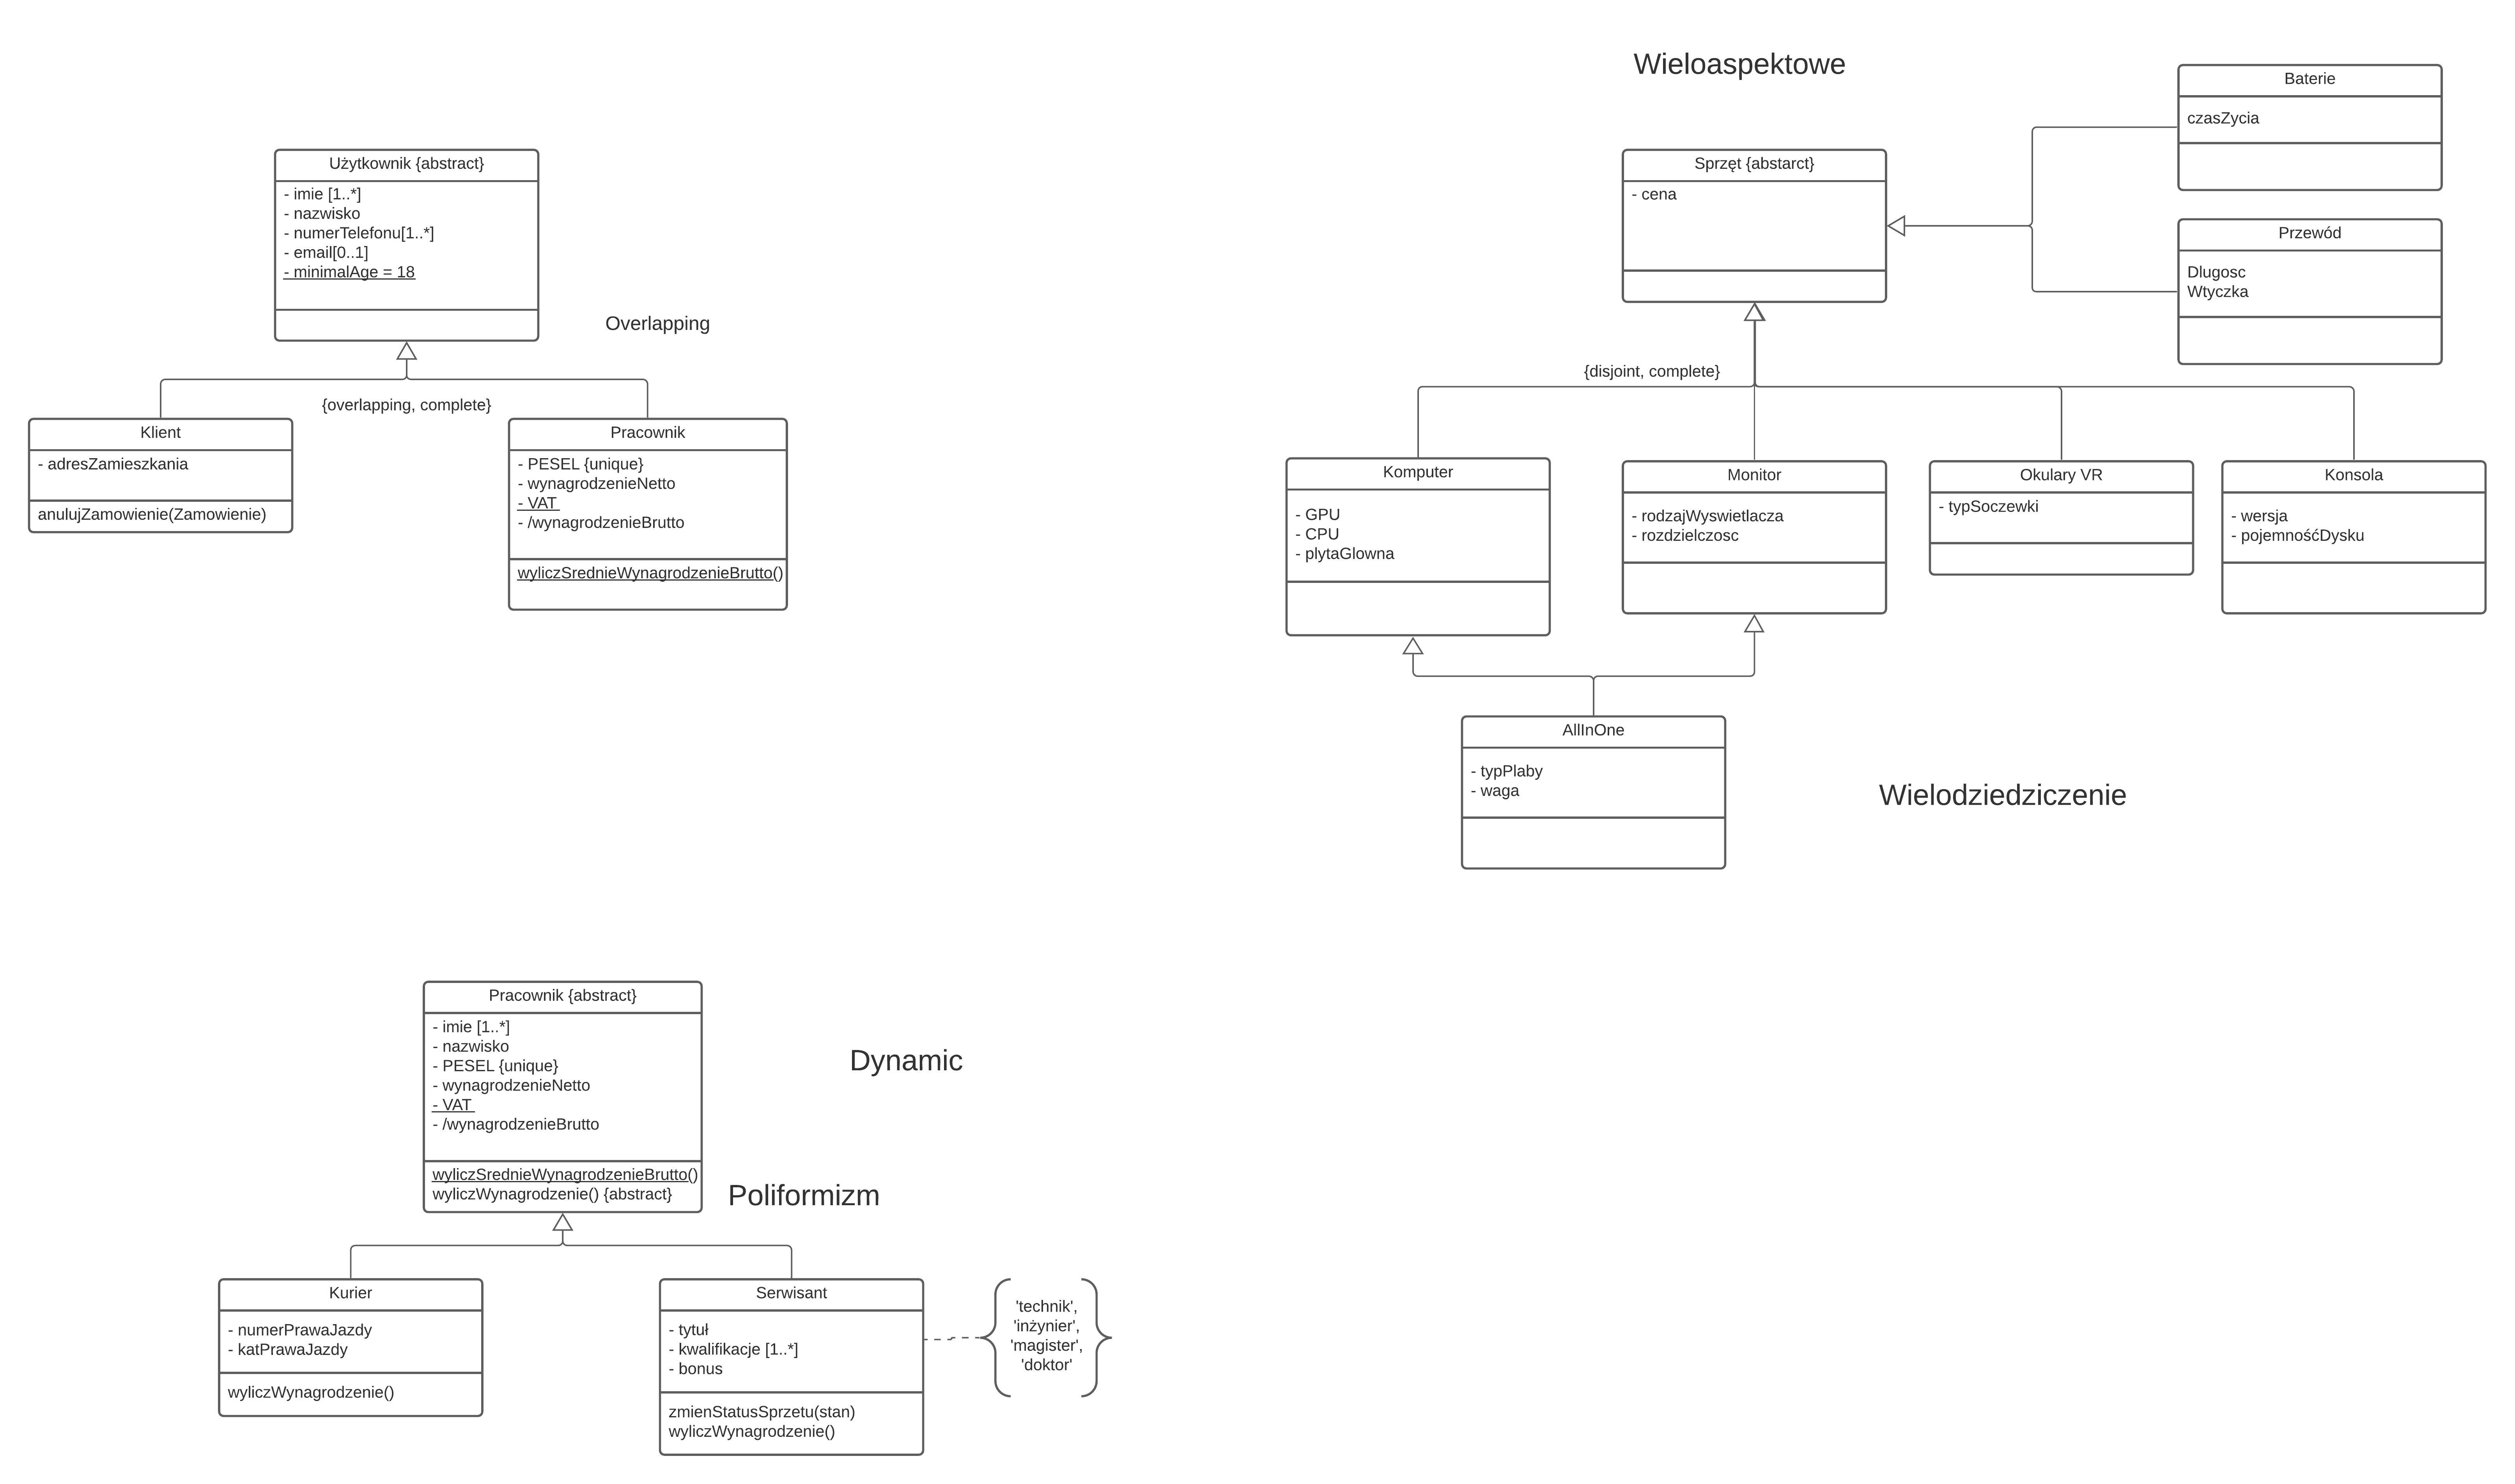 Wieloaspektowe
Baterie
czasZycia
Użytkownik {abstract}
- imie [1..*]
- nazwisko
- numerTelefonu[1..*]
- email[0..1]
- minimalAge = 18
Sprzęt {abstarct}
- cena
Przewód
Dlugosc
Wtyczka
Overlapping
{overlapping, complete}
{disjoint, complete}
Klient
- adresZamieszkania
anulujZamowienie(Zamowienie)
Pracownik
- PESEL {unique}
- wynagrodzenieNetto
- VAT
- /wynagrodzenieBrutto
wyliczSrednieWynagrodzenieBrutto()
Komputer
- GPU
- CPU
- plytaGlowna
Monitor
- rodzajWyswietlacza
- rozdzielczosc
Okulary VR
- typSoczewki
Konsola
- wersja
- pojemnośćDysku
AllInOne
- typPlaby
- waga
Wielodziedziczenie
Pracownik {abstract}
- imie [1..*]
- nazwisko
- PESEL {unique}
- wynagrodzenieNetto
- VAT
- /wynagrodzenieBrutto
wyliczSrednieWynagrodzenieBrutto()
wyliczWynagrodzenie() {abstract}
Dynamic
Poliformizm
Kurier
- numerPrawaJazdy
- katPrawaJazdy
wyliczWynagrodzenie()
Serwisant
- tytuł
- kwalifikacje [1..*]
- bonus
zmienStatusSprzetu(stan)
wyliczWynagrodzenie()
'technik',
'inżynier',
'magister',
'doktor'